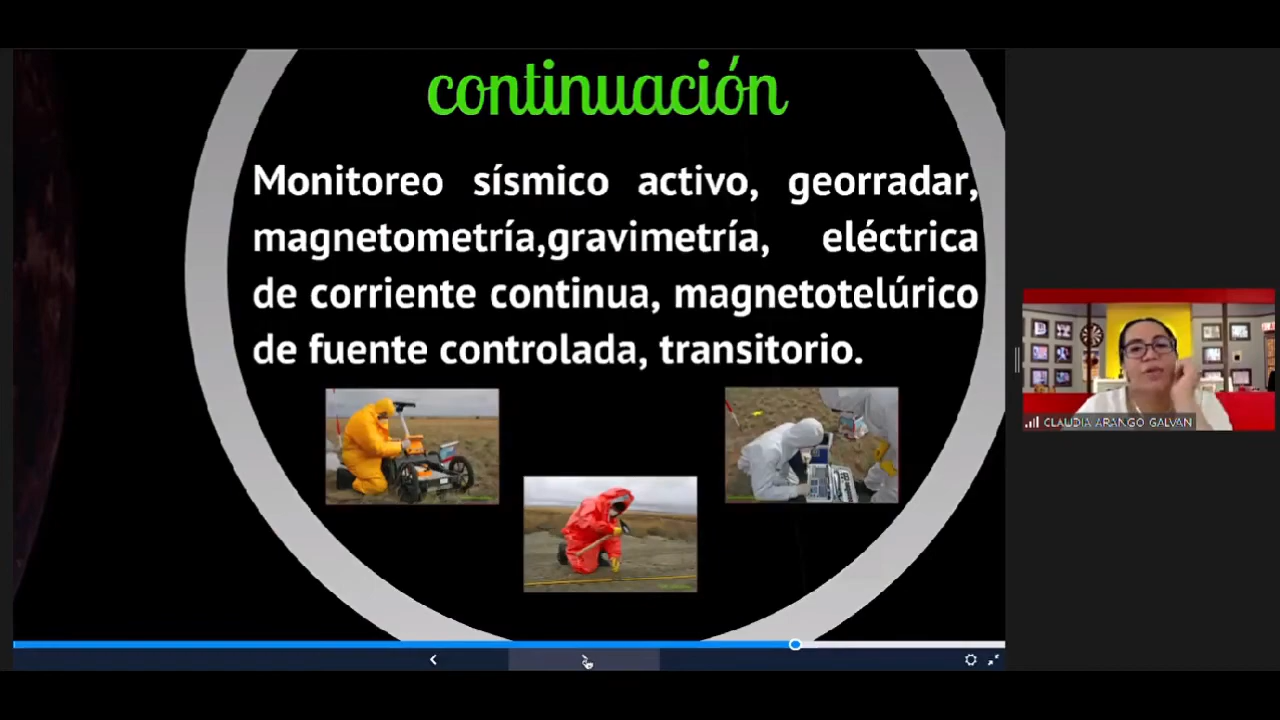 continuación
Monitoreo sísmico activo, georradar,
magnetometría,gravimetría, eléctrica
de corriente continua, magnetotelúrico
de fuente controlada, transitorio.
CLAUDIA ARANGO GALVAN